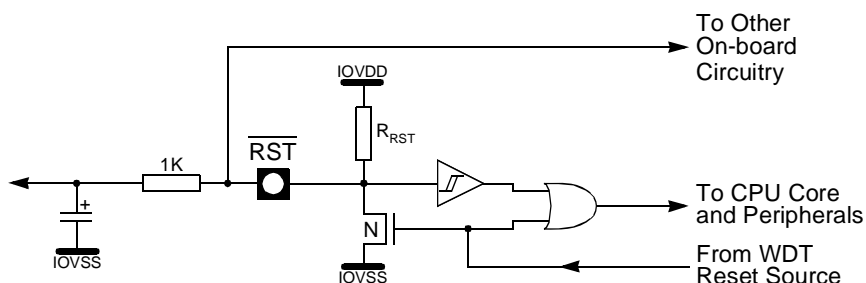 To Other
On-board
Circuitry
IOVDD
R_RST
RST
1K
+
To CPU Core
and Peripherals
N
From WDT
Reset Source
IOVSS
IOVSS